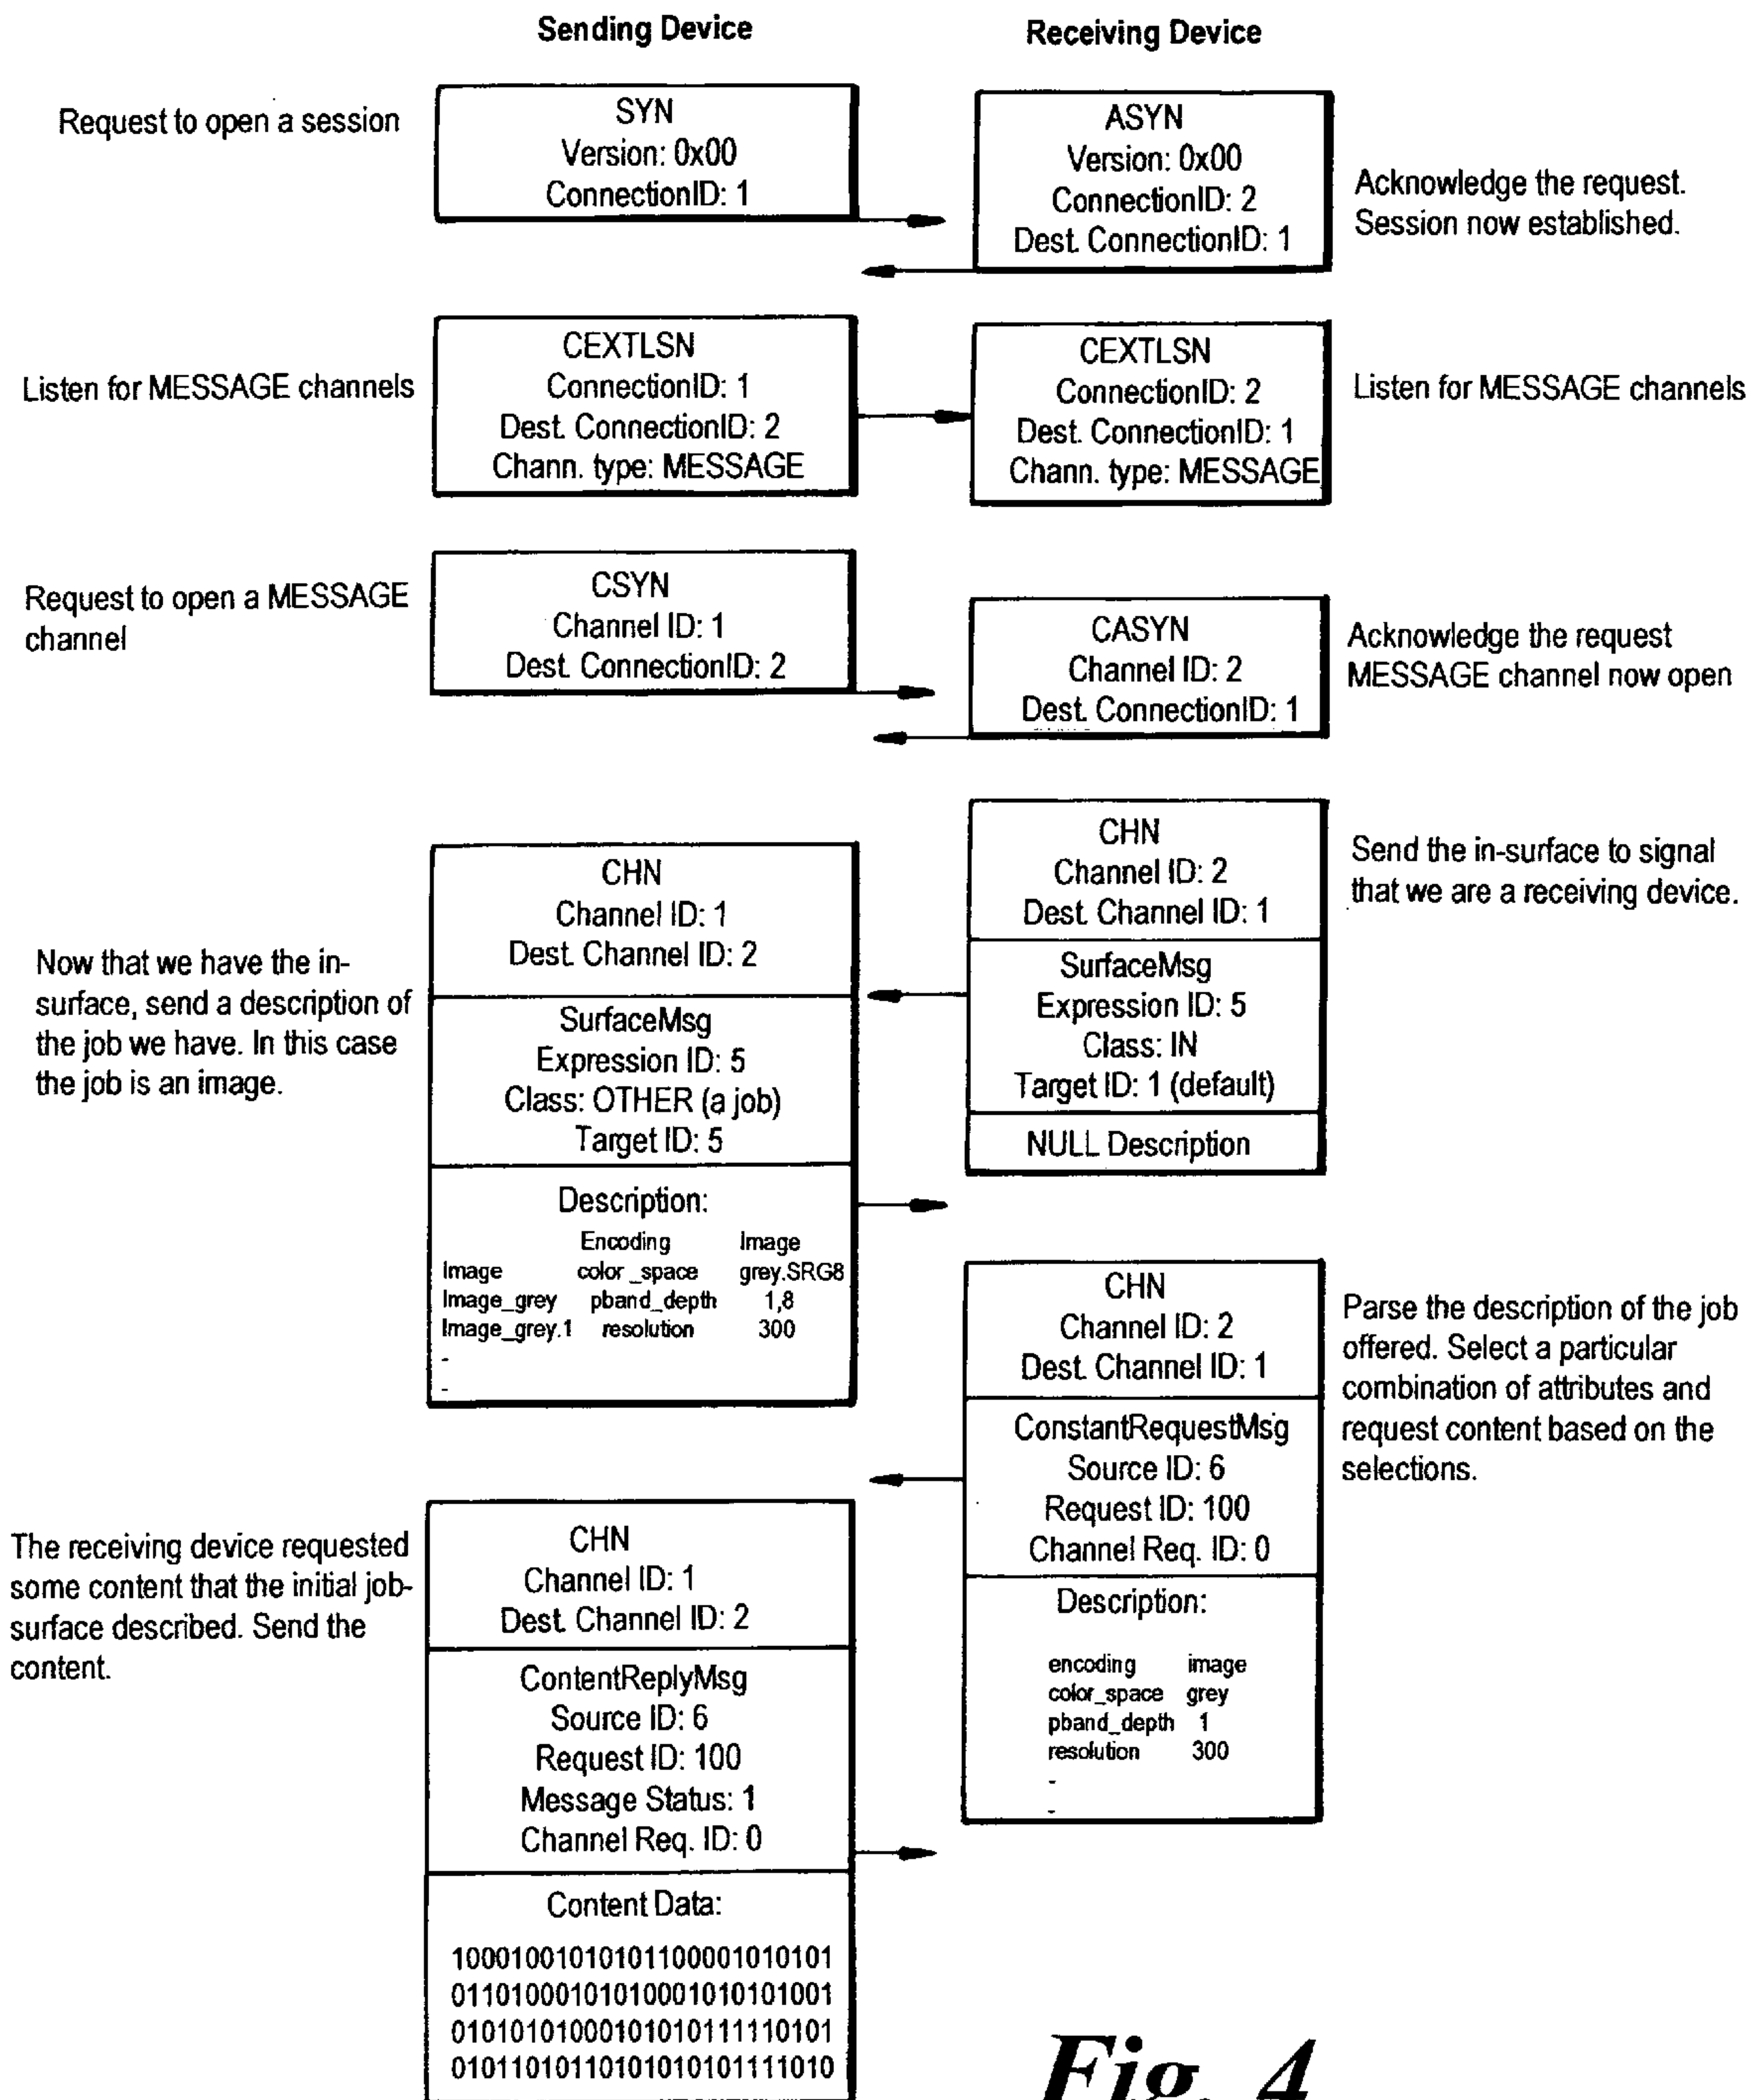 Sending Device
Receiving Device
Request to open a session
SYN
Version: 0x00
ConnectionID: 1
ASYN
Version: 0x00
ConnectionID: 2
Dest. ConnectionID: 1
Acknowledge the request.
Session now established.
Listen for MESSAGE channels
CEXTLSN
ConnectionID: 1
Dest. ConnectionID: 2
Chann. type: MESSAGE
CEXTLSN
ConnectionID: 2
Dest. ConnectionID: 1
Chann. type: MESSAGE
Listen for MESSAGE channels
Request to open a MESSAGE
channel
CSYN
Channel ID: 1
Dest. ConnectionID: 2
CASYN
Channel ID: 2
Dest. ConnectionID: 1
Acknowledge the request
MESSAGE channel now open
CHN
Channel ID: 2
Dest. Channel ID: 1
SurfaceMsg
Expression ID: 5
Class: IN
Target ID: 1 (default)
NULL Description
Send the in-surface to signal
that we are a receiving device.
Now that we have the in-
surface, send a description of
the job we have. In this case
the job is an image.
CHN
Channel ID: 1
Dest. Channel ID: 2
SurfaceMsg
Expression ID: 5
Class: OTHER (a job)
Target ID: 5
Description:
Encoding Image
Image color_space grey.SRG8
Image_grey pband_depth 1,8
Image_grey.1 resolution 300
-
-
CHN
Channel ID: 2
Dest. Channel ID: 1
ConstantRequestMsg
Source ID: 6
Request ID: 100
Channel Req. ID: 0
Description:
encoding image
color_space grey
pband_depth 1
resolution 300
-
-
Parse the description of the job
offered. Select a particular
combination of attributes and
request content based on the
selections.
The receiving device requested
some content that the initial job-
surface described. Send the
content.
CHN
Channel ID: 1
Dest. Channel ID: 2
ContentReplyMsg
Source ID: 6
Request ID: 100
Message Status: 1
Channel Req. ID: 0
Content Data:
1000100101010110000101010​1
0110100010101000101010100​1
0101010100010101011111010​1
0101101011010101010111101​0
Fig. 4